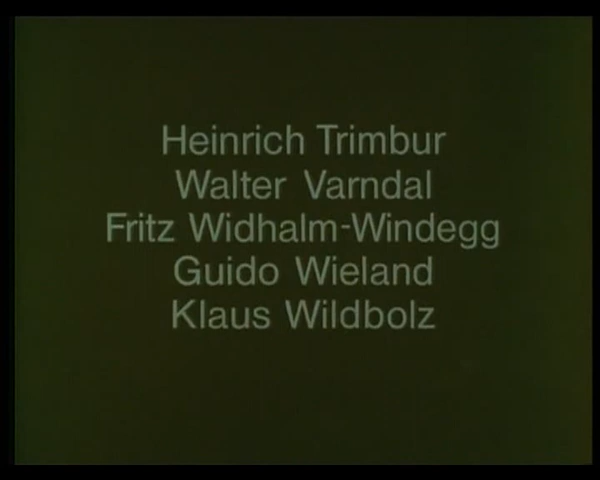 Heinrich Trimbur
Walter Varndal
Fritz Widhalm-Windegg
Guido Wieland
Klaus Wildbolz